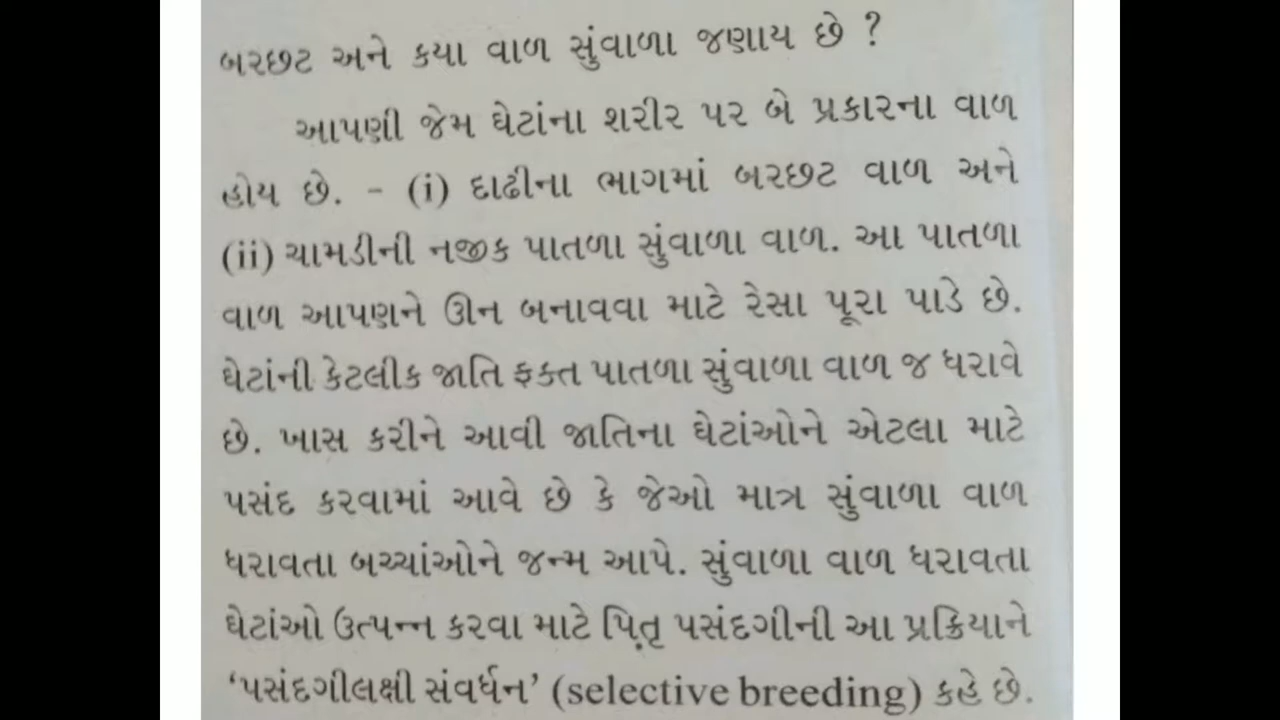 બરછટ અને કયા વાળ સુંવાળા જણાય છે ?
આપણી જેમ ઘેટાંના શરીર પર બે પ્રકારના વાળ
હોય છે. - (i) દાઢીના ભાગમાં બરછટ વાળ અને
(ii) ચામડીની નજીક પાતળા સુંવાળા વાળ. આ પાતળા
વાળ આપણને ઊન બનાવવા માટે રેસા પૂરા પાડે છે.
ઘેટાંની કેટલીક જાતિ ફક્ત પાતળા સુંવાળા વાળ જ ધરાવે
છે. ખાસ કરીને આવી જાતિના ઘેટાંઓને એટલા માટે
પસંદ કરવામાં આવે છે કે જેઓ માત્ર સુંવાળા વાળ
ધરાવતા બચ્ચાંઓને જન્મ આપે. સુંવાળા વાળ ધરાવતા
ઘેટાંઓ ઉત્પન્ન કરવા માટે પિતૃ પસંદગીની આ પ્રક્રિયાને
‘પસંદગીલક્ષી સંવર્ધન’ (selective breeding) કહે છે.